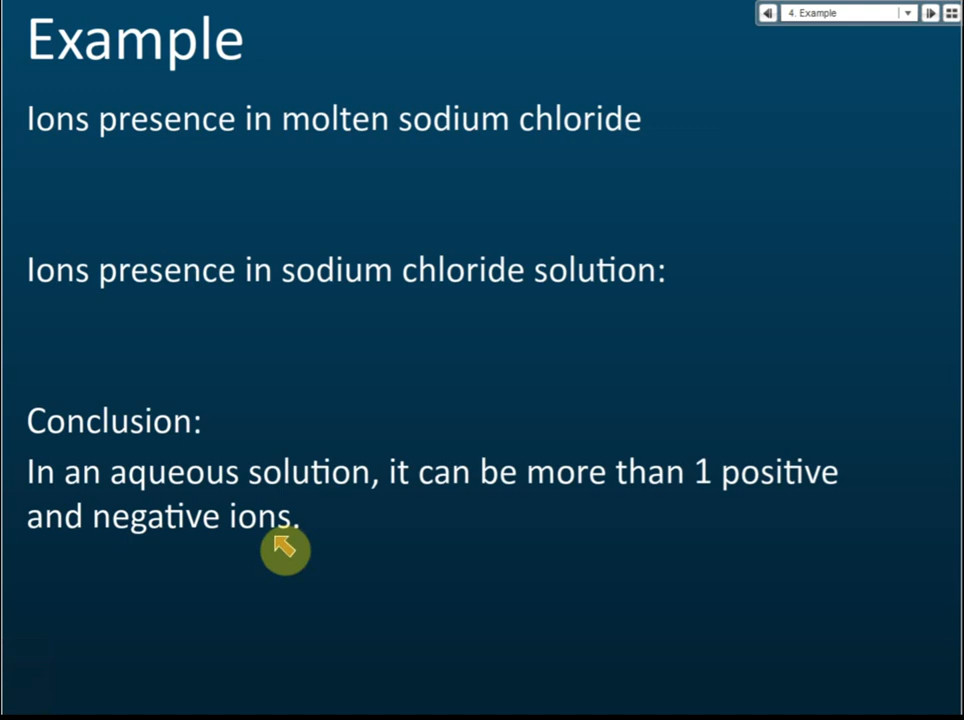 4. Example
Example
Ions presence in molten sodium chloride
Ions presence in sodium chloride solution:
Conclusion:
In an aqueous solution, it can be more than 1 positive
and negative ions.